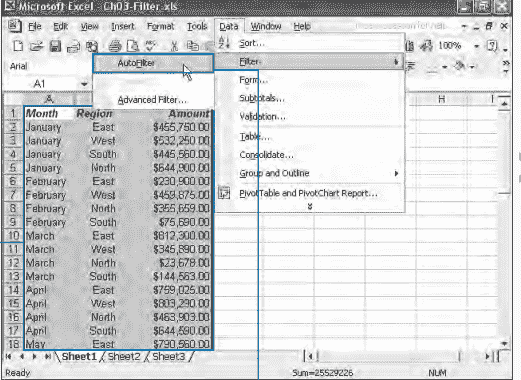 Microsoft Excel - Ch03-Filter.xls
File Edit View Insert Format Tools Data Window Help
100%
Arial
A1
AutoFilter
Advanced Filter...
Sort...
Filter
Form...
Subtotals...
Validation...
Table...
Consolidate...
Group and Outline
PivotTable and PivotChart Report...
A H I
1 Month Region Amount
2 January East $455,760.00
3 January West $532,250.00
4 January South $445,560.00
5 January North $644,900.00
6 February East $230,900.00
7 February West $459,875.00
8 February North $355,659.00
9 February South $75,690.00
10 March East $812,300.00
11 March West $345,890.00
12 March North $23,678.00
13 March South $144,563.00
14 April East $759,025.00
15 April West $803,290.00
16 April North $463,903.00
17 April South $644,590.00
18 May East $790,560.00
Sheet1 Sheet2 Sheet3
Ready Sum=25529226 NUM